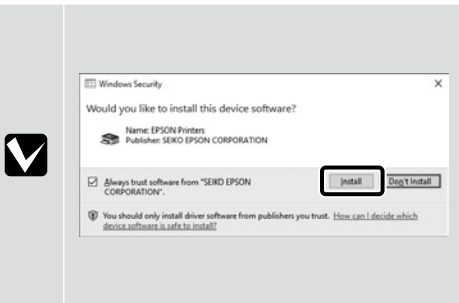 Windows Security
Would you like to install this device software?
Name: EPSON Printers
Publisher: SEIKO EPSON CORPORATION
Always trust software from "SEIKO EPSON
CORPORATION".
Install
Don't Install
You should only install driver software from publishers you trust. How can I decide which
device software is safe to install?